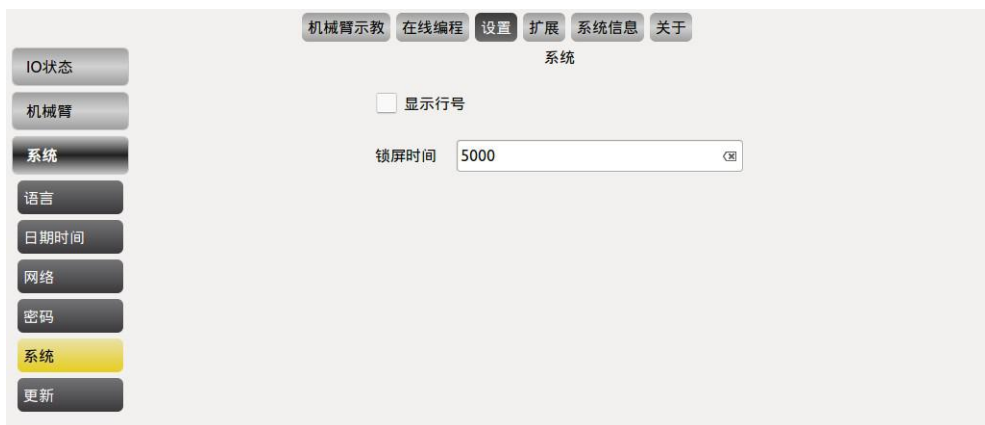 机械臂示教 在线编程 设置 扩展 系统信息 关于
系统
IO状态
机械臂
系统
语言
日期时间
网络
密码
系统
更新
显示行号
锁屏时间 5000